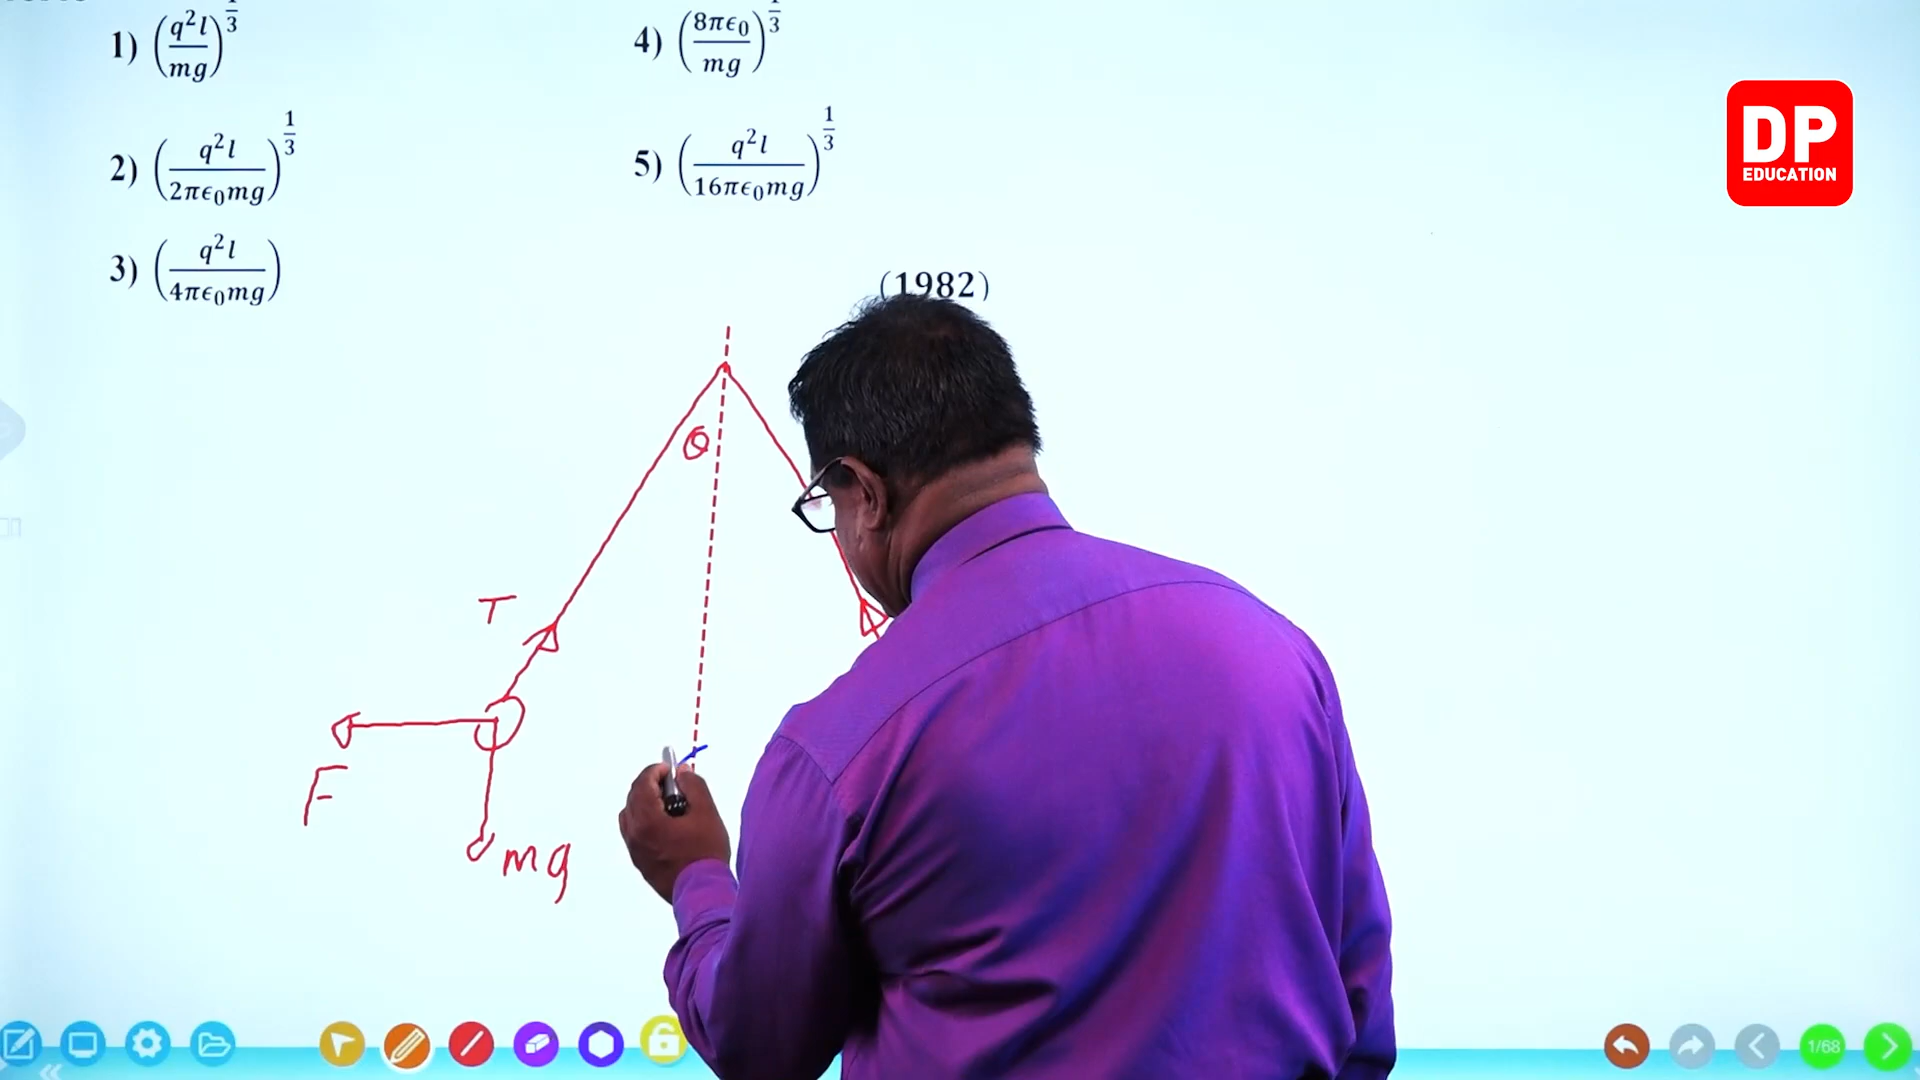 1) (q²l/mg)^(1/3)
4) (8πϵ₀/mg)^(1/3)
2) (q²l/2πϵ₀mg)^(1/3)
5) (q²l/16πϵ₀mg)^(1/3)
3) (q²l/4πϵ₀mg)
(1982)
DP
EDUCATION
θ
T
F
mg
1/68